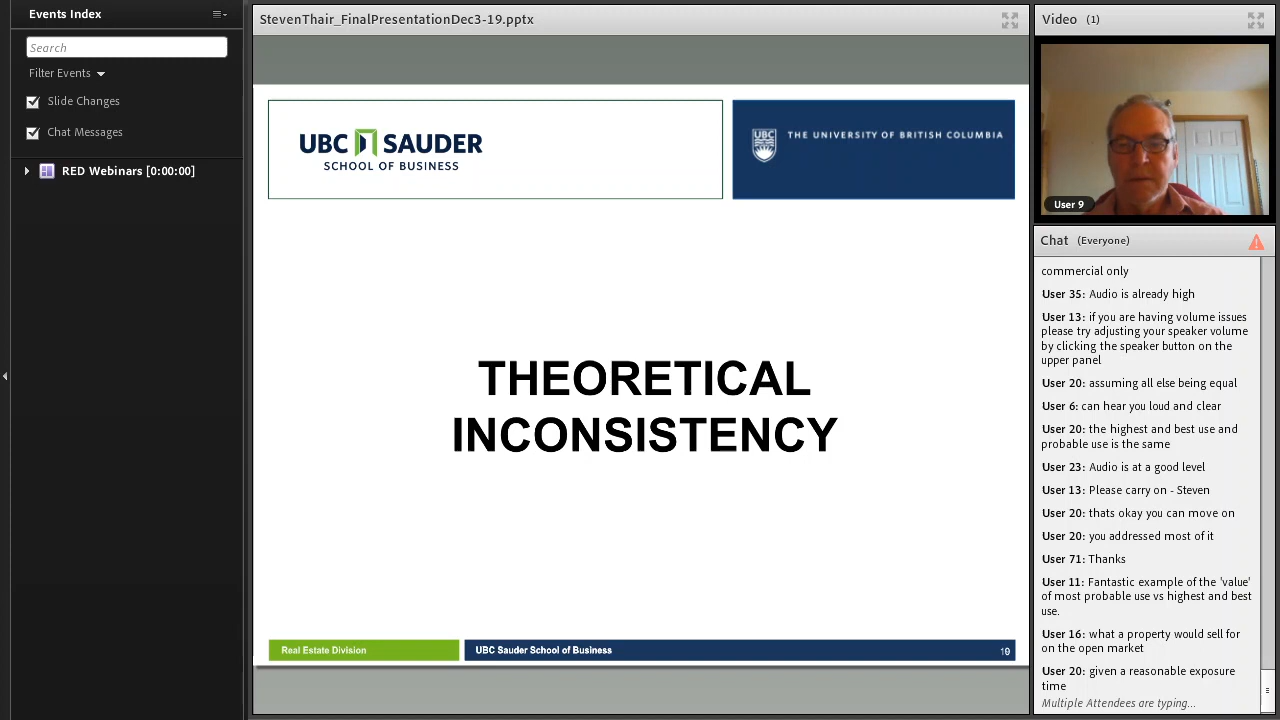 Events Index
Search
Filter Events
Slide Changes
Chat Messages
RED Webinars [0:00:00]
StevenThair_FinalPresentationDec3-19.pptx
UBC SAUDER
SCHOOL OF BUSINESS
UBC
THE UNIVERSITY OF BRITISH COLUMBIA
THEORETICAL
INCONSISTENCY
Real Estate Division
UBC Sauder School of Business
Video (1)
User 9
Chat (Everyone)
commercial only
User 35: Audio is already high
User 13: if you are having volume issues
please try adjusting your speaker volume
by clicking the speaker button on the
upper panel
User 20: assuming all else being equal
User 6: can hear you loud and clear
User 20: the highest and best use and
probable use is the same
User 23: Audio is at a good level
User 13: Please carry on - Steven
User 20: thats okay you can move on
User 20: you addressed most of it
User 71: Thanks
User 11: Fantastic example of the 'value'
of most probable use vs highest and best
use.
User 16: what a property would sell for
on the open market
User 20: given a reasonable exposure
time
Multiple Attendees are typing...